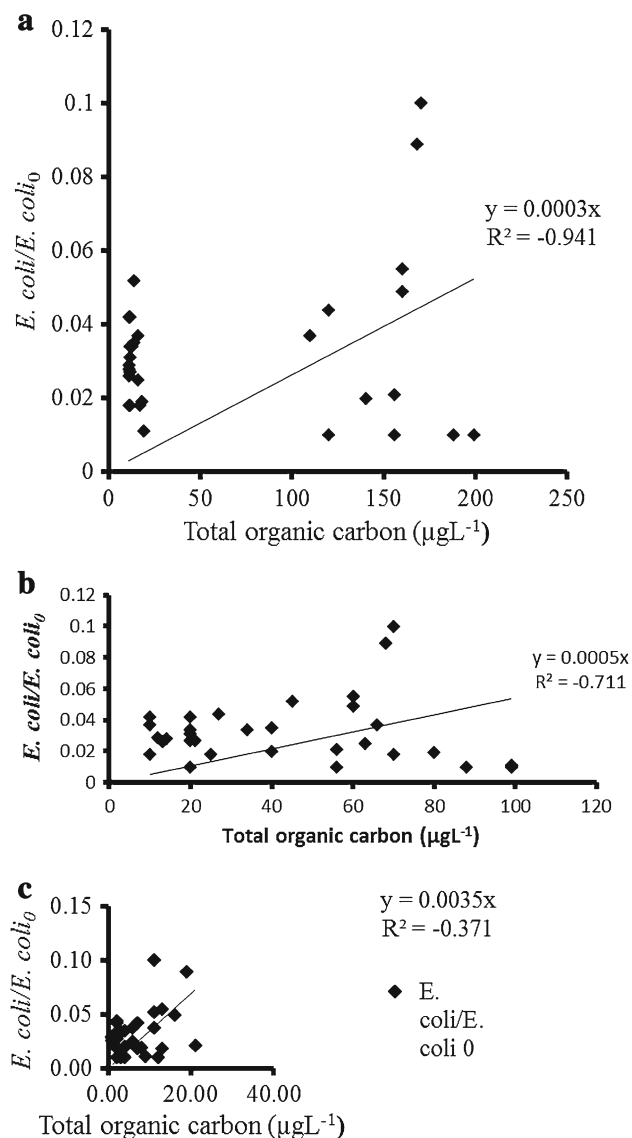 a
0.12
0.1
0.08
0.06
0.04
0.02
0
E. coli/E. coli₀
y = 0.0003x
R² = -0.941
0 50 100 150 200 250
Total organic carbon (µgL⁻¹)
b
0.12
0.1
0.08
0.06
0.04
0.02
0
E. coli/E. coli₀
y = 0.0005x
R² = -0.711
0 20 40 60 80 100 120
Total organic carbon (µgL⁻¹)
c
0.15
0.10
0.05
0.00
E. coli/E. coli₀
y = 0.0035x
R² = -0.371
E.
coli/E.
coli 0
0.00 20.00 40.00
Total organic carbon (µgL⁻¹)